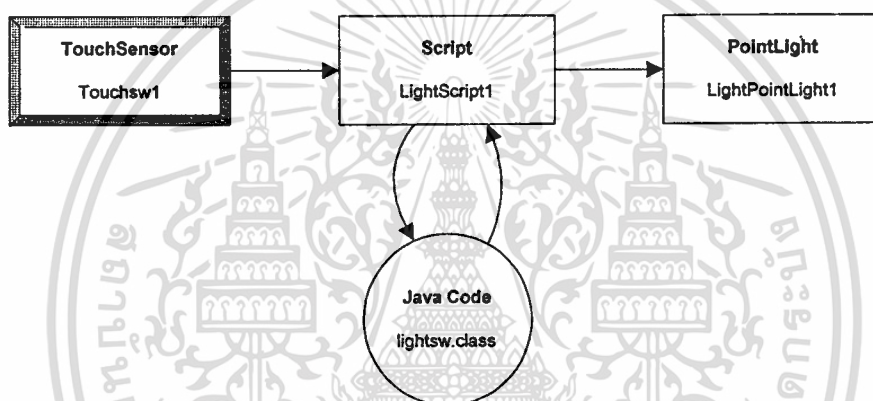 TouchSensor
Touchsw1
Script
LightScript1
PointLight
LightPointLight1
Java Code
lightsw.class